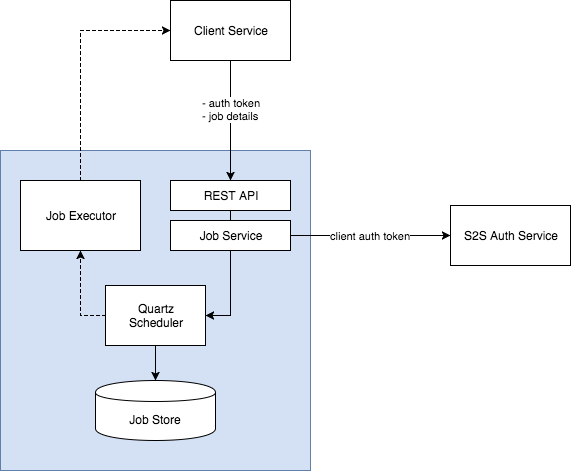 Client Service
- auth token
- job details
REST API
Job Executor
Job Service
client auth token
S2S Auth Service
Quartz
Scheduler
Job Store